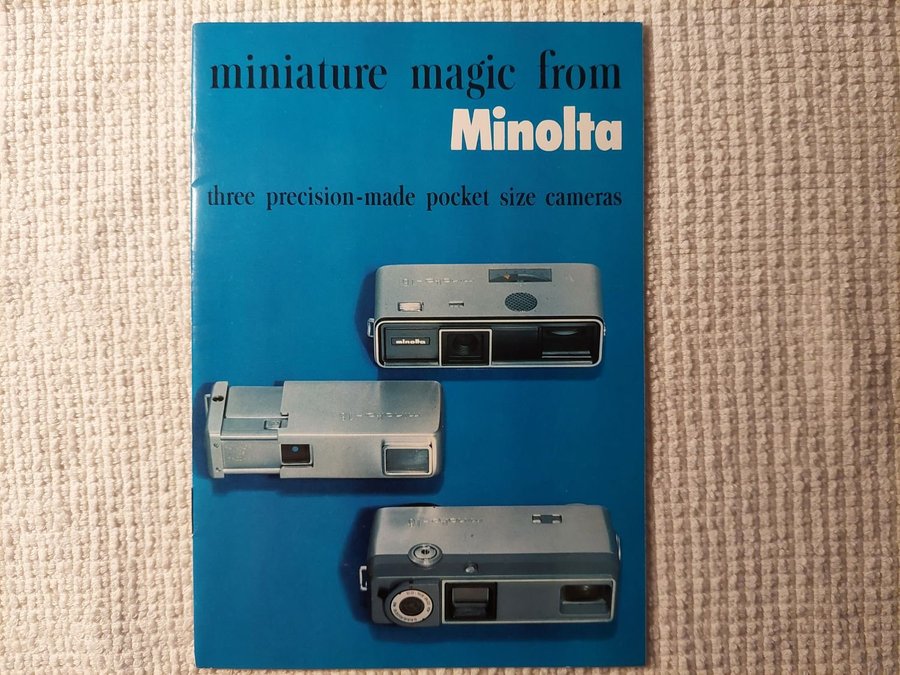 miniature magic from
Minolta
three precision-made pocket size cameras
minolta